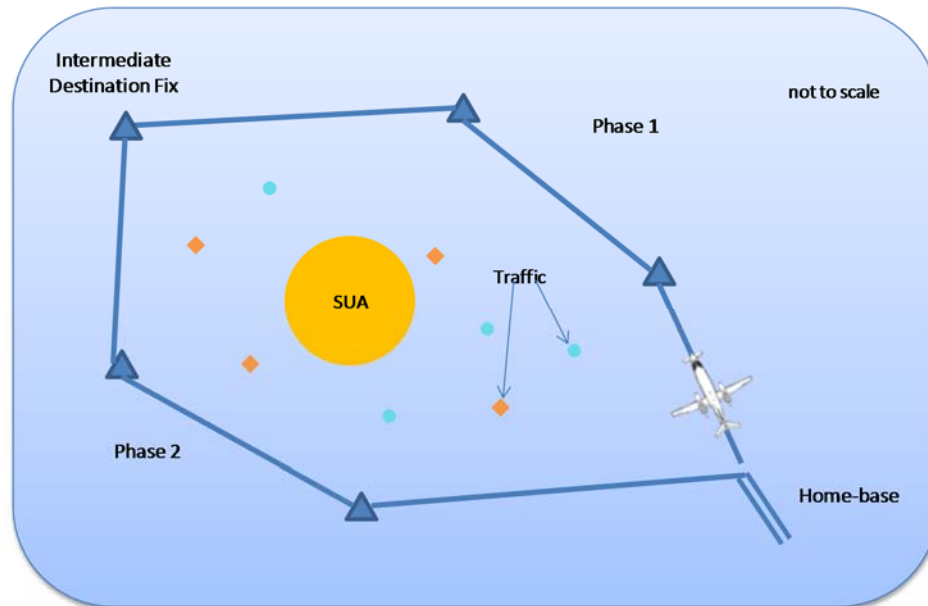 Intermediate
Destination Fix
not to scale
Phase 1
Traffic
SUA
Phase 2
Home-base